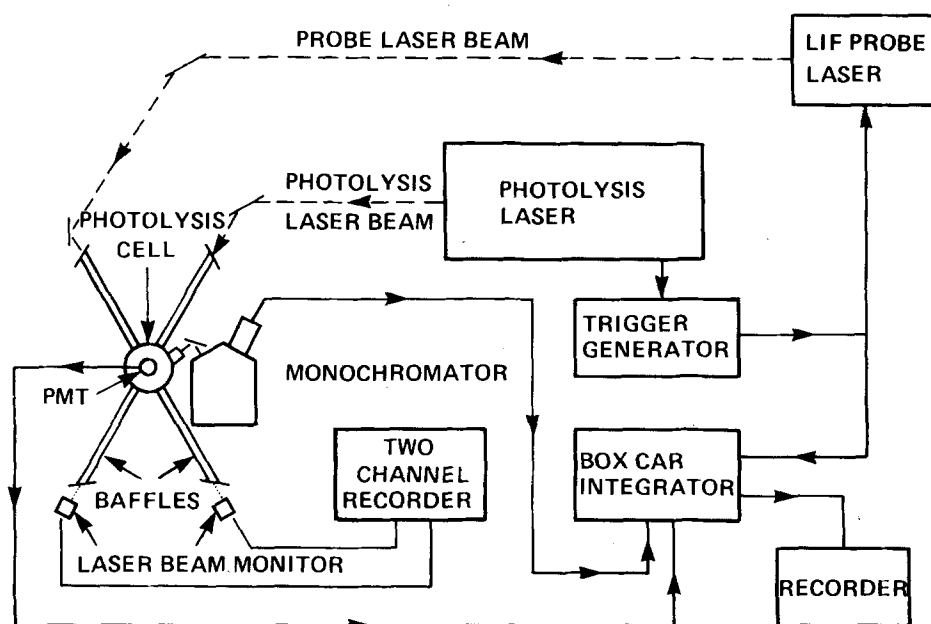 PROBE LASER BEAM
LIF PROBE
LASER
PHOTOLYSIS
LASER BEAM
PHOTOLYSIS
LASER
PHOTOLYSIS
CELL
TRIGGER
GENERATOR
MONOCHROMATOR
PMT
TWO
CHANNEL
RECORDER
BOX CAR
INTEGRATOR
BAFFLES
LASER BEAM MONITOR
RECORDER